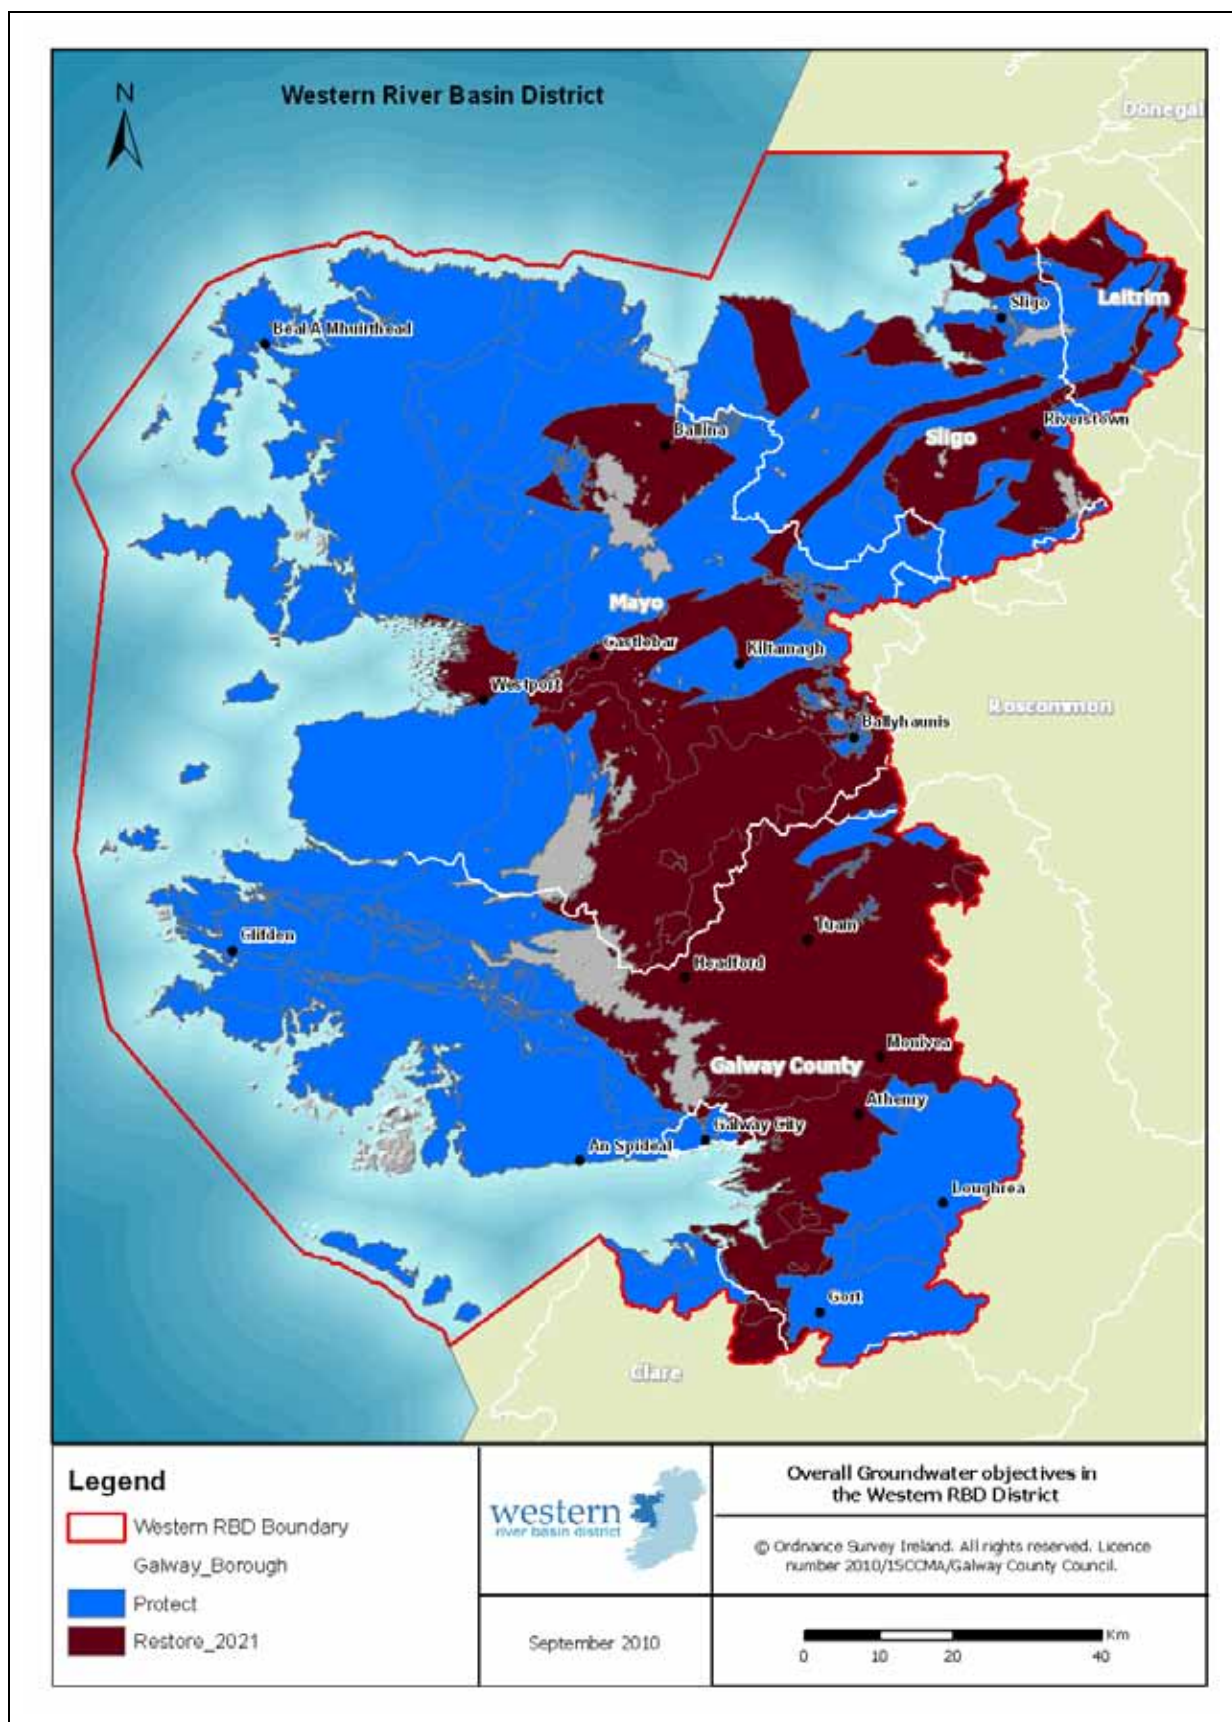 Western River Basin District
N
Donegal
Leitrim
Sligo
Beal A Mhuirthead
Riverstown
Sligo
Ballina
Mayo
Castlebar
Kiltamagh
Westport
Roscommon
Ballyhaunis
Tuam
Clifden
Headford
Monivea
Galway County
Athenry
Galway City
An Spidéal
Loughrea
Gort
Clare
Legend
Western RBD Boundary
Galway_Borough
Protect
Restore_2021
western
river basin district
September 2010
Overall Groundwater objectives in
the Western RBD District
© Ordnance Survey Ireland. All rights reserved. Licence
number 2010/15CCMA/Galway County Council.
Km
0 10 20 40